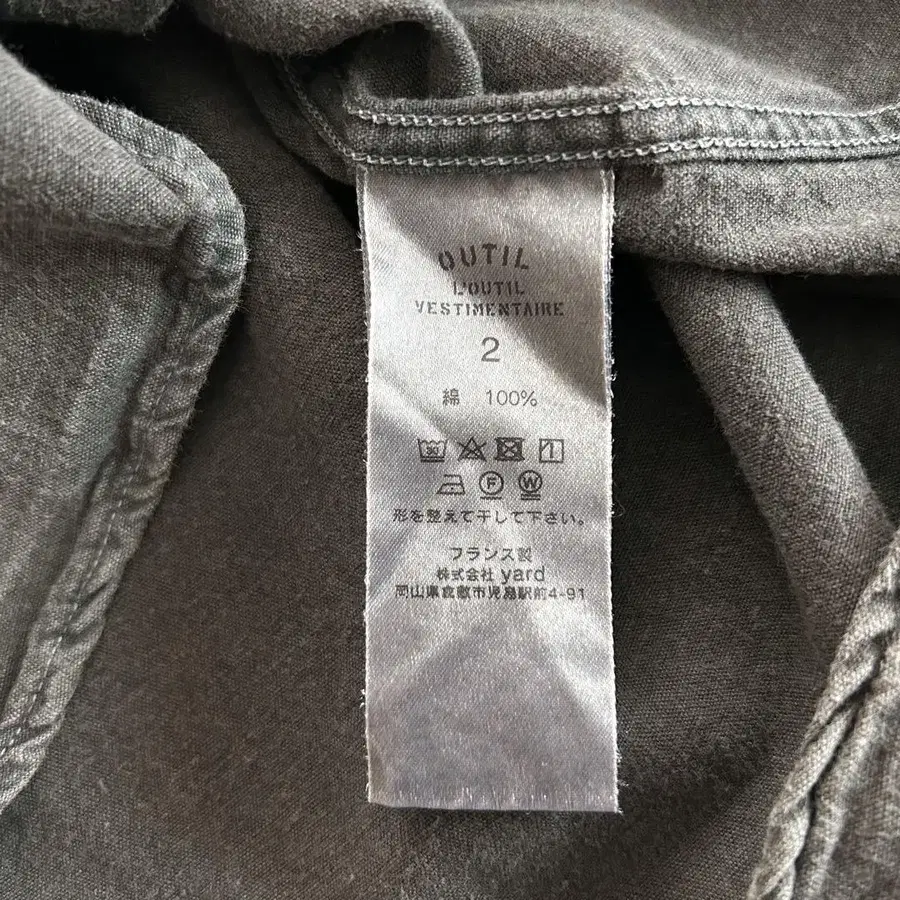 OUTIL
L'OUTIL
VESTIMENTAIRE
2
綿 100%
30
F W
形を整えて干して下さい。
フランス製
株式会社 yard
岡山県倉敷市児島駅前4-91